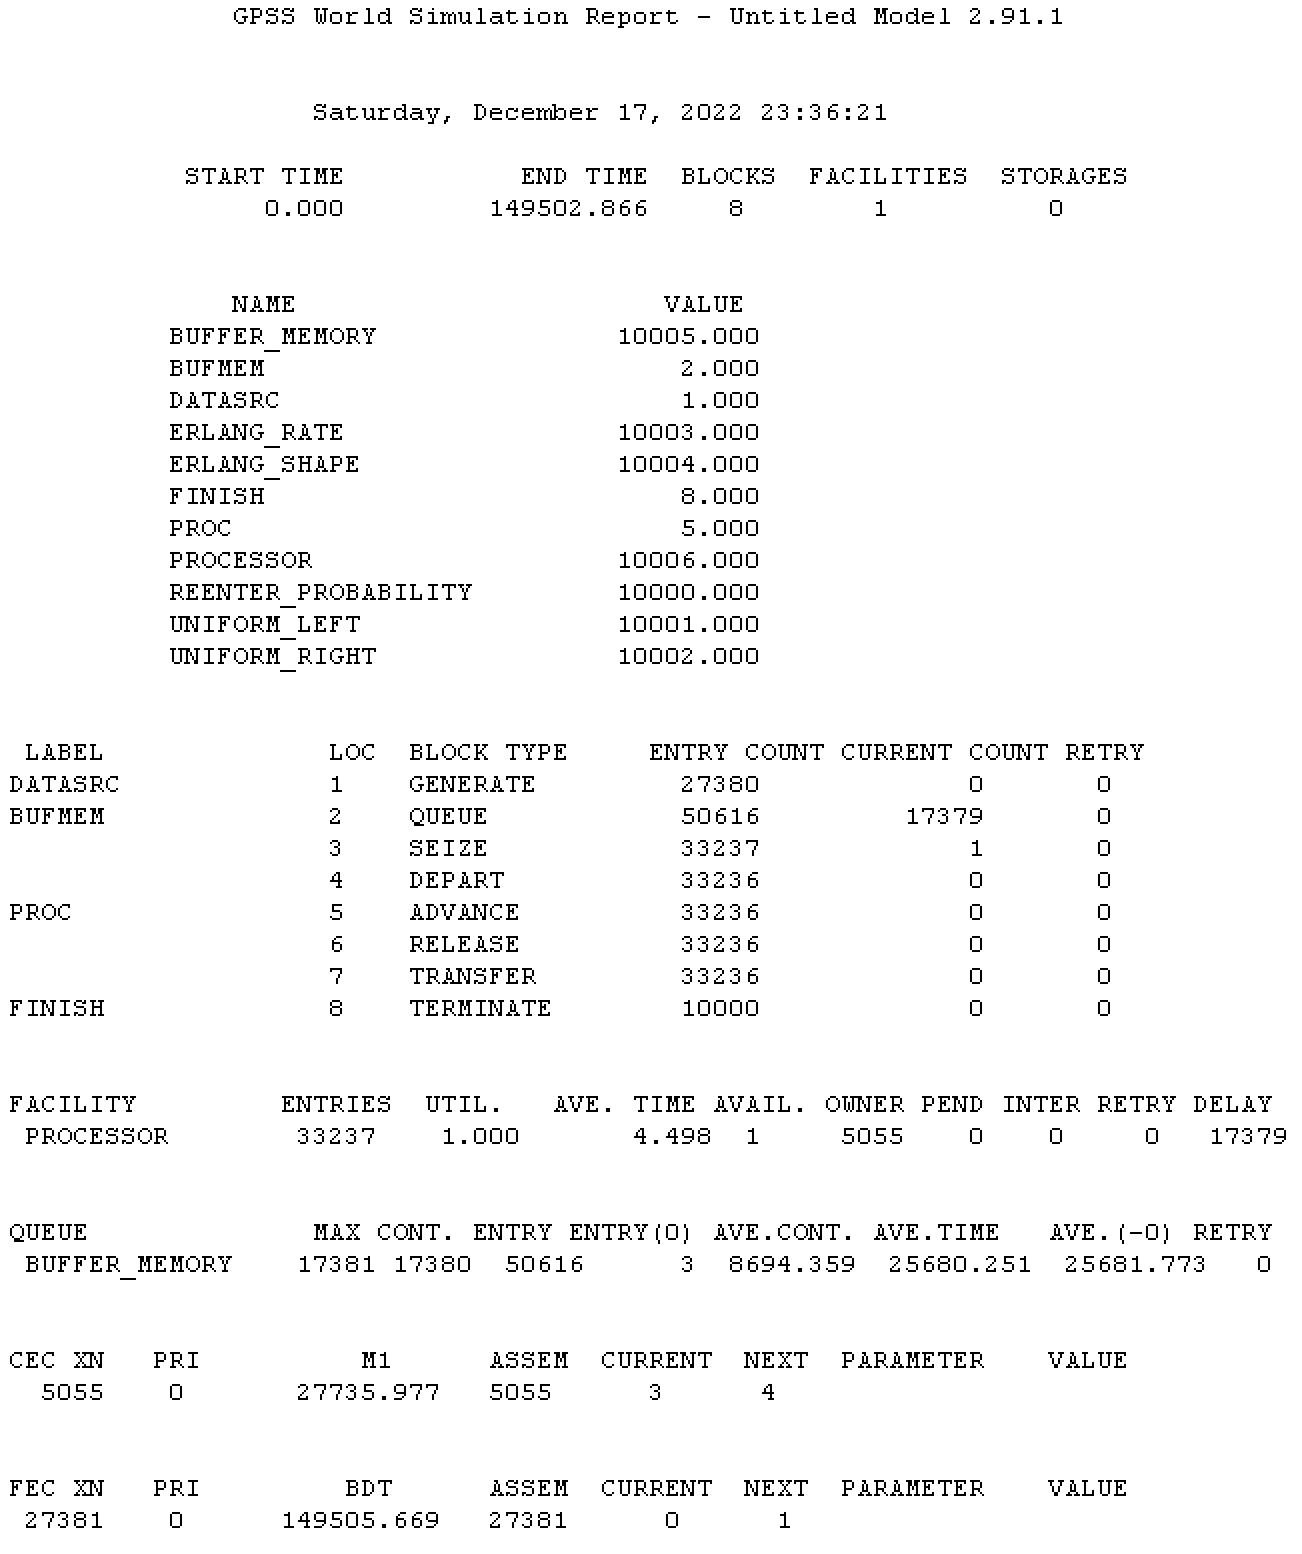 GPSS World Simulation Report - Untitled Model 2.91.1
Saturday, December 17, 2022 23:36:21
START TIME END TIME BLOCKS FACILITIES STORAGES
0.000 149502.866 8 1 0
NAME VALUE
BUFFER_MEMORY 10005.000
BUFMEM 2.000
DATASRC 1.000
ERLANG_RATE 10003.000
ERLANG_SHAPE 10004.000
FINISH 8.000
PROC 5.000
PROCESSOR 10006.000
REENTER_PROBABILITY 10000.000
UNIFORM_LEFT 10001.000
UNIFORM_RIGHT 10002.000
LABEL LOC BLOCK TYPE ENTRY COUNT CURRENT COUNT RETRY
DATASRC 1 GENERATE 27380 0 0
BUFMEM 2 QUEUE 50616 17379 0
3 SEIZE 33237 1 0
4 DEPART 33236 0 0
PROC 5 ADVANCE 33236 0 0
6 RELEASE 33236 0 0
7 TRANSFER 33236 0 0
FINISH 8 TERMINATE 10000 0 0
FACILITY ENTRIES UTIL. AVE. TIME AVAIL. OWNER PEND INTER RETRY DELAY
PROCESSOR 33237 1.000 4.498 1 5055 0 0 0 17379
QUEUE MAX CONT. ENTRY ENTRY(0) AVE.CONT. AVE.TIME AVE.(-0) RETRY
BUFFER_MEMORY 17381 17380 50616 3 8694.359 25680.251 25681.773 0
CEC XN PRI M1 ASSEM CURRENT NEXT PARAMETER VALUE
5055 0 27735.977 5055 3 4
FEC XN PRI BDT ASSEM CURRENT NEXT PARAMETER VALUE
27381 0 149505.669 27381 0 1